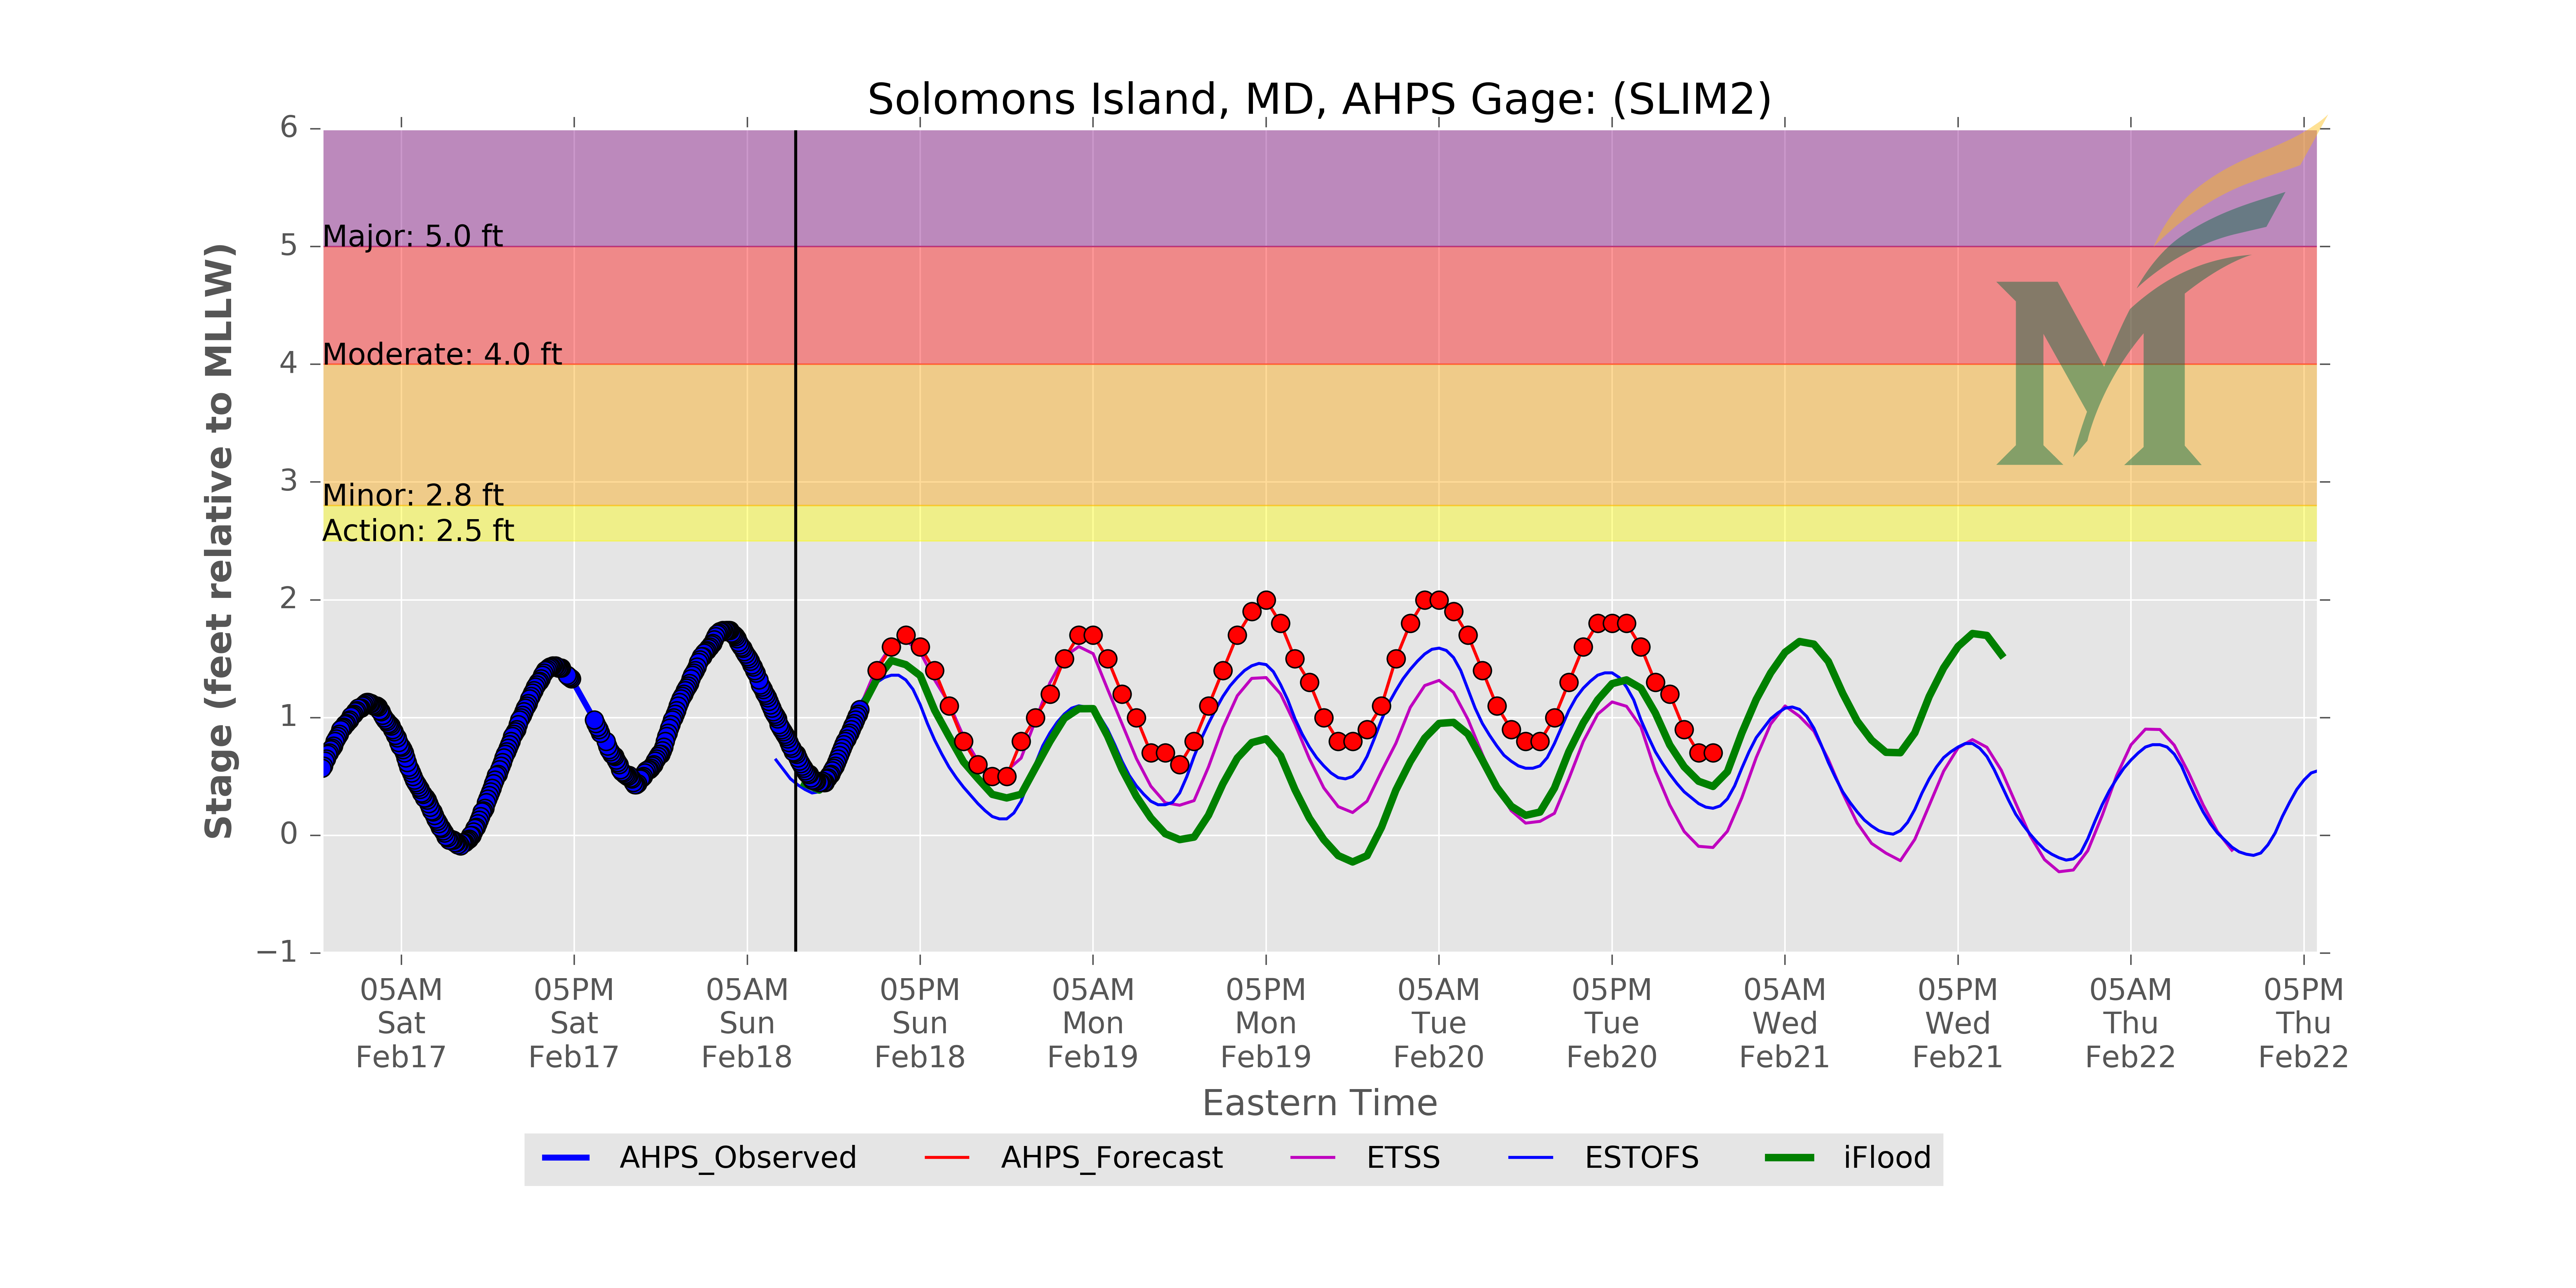 Solomons Island, MD, AHPS Gage: (SLIM2)
Stage (feet relative to MLLW)
6
5
4
3
2
1
0
−1
Major: 5.0 ft
Moderate: 4.0 ft
Minor: 2.8 ft
Action: 2.5 ft
M
05AM Sat Feb17
05PM Sat Feb17
05AM Sun Feb18
05PM Sun Feb18
05AM Mon Feb19
05PM Mon Feb19
05AM Tue Feb20
05PM Tue Feb20
05AM Wed Feb21
05PM Wed Feb21
05AM Thu Feb22
05PM Thu Feb22
Eastern Time
AHPS_Observed AHPS_Forecast ETSS ESTOFS iFlood